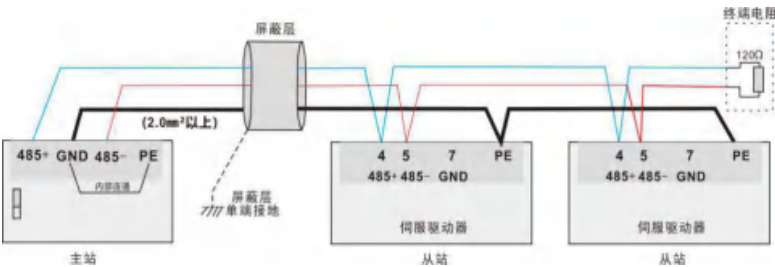 终端电阻
屏蔽层
120Ω
(2.0mm²以上)
485+ GND 485- PE
内部连通
屏蔽层
单端接地
主站
4 5 7 PE
485+ 485- GND
伺服驱动器
从站
4 5 7 PE
485+ 485- GND
伺服驱动器
从站